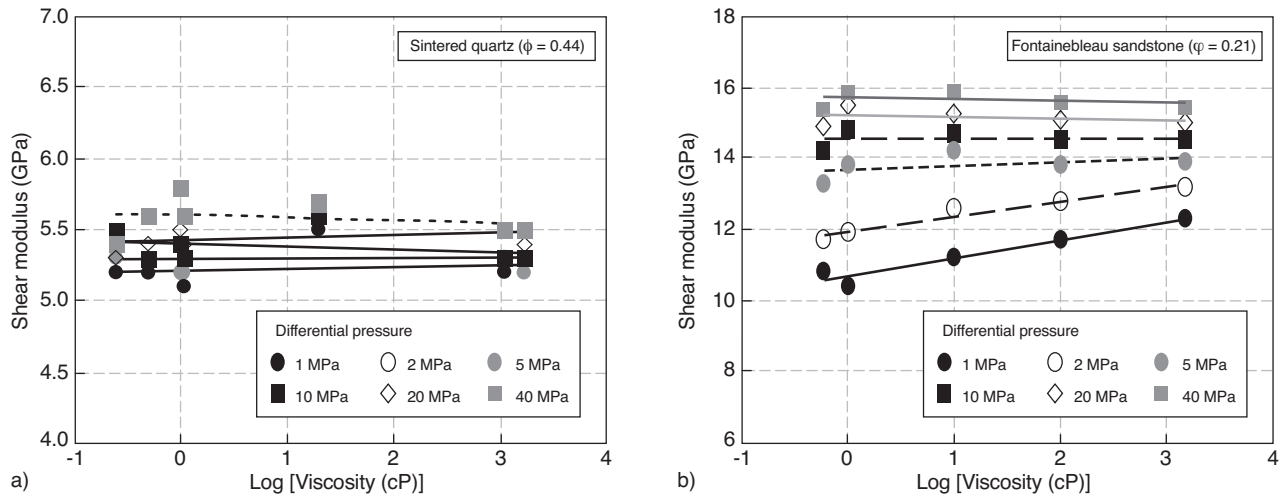 7.0
6.5
6.0
5.5
5.0
4.5
4.0
-1
0
1
2
3
4
Shear modulus (GPa)
Log [Viscosity (cP)]
Sintered quartz (ϕ = 0.44)
Differential pressure
1 MPa
2 MPa
5 MPa
10 MPa
20 MPa
40 MPa
a)
18
16
14
12
10
8
6
-1
0
1
2
3
4
Shear modulus (GPa)
Log [Viscosity (cP)]
Fontainebleau sandstone (φ = 0.21)
Differential pressure
1 MPa
2 MPa
5 MPa
10 MPa
20 MPa
40 MPa
b)